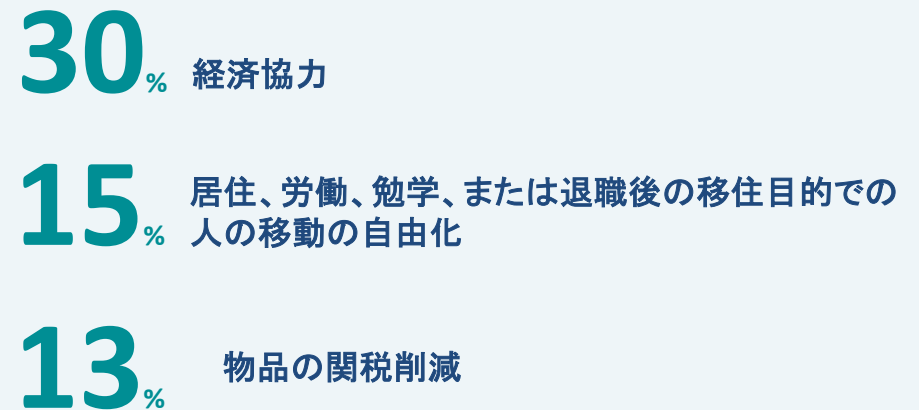 30% 経済協力
15% 居住、労働、勉学、または退職後の移住目的での
人の移動の自由化
13% 物品の関税削減